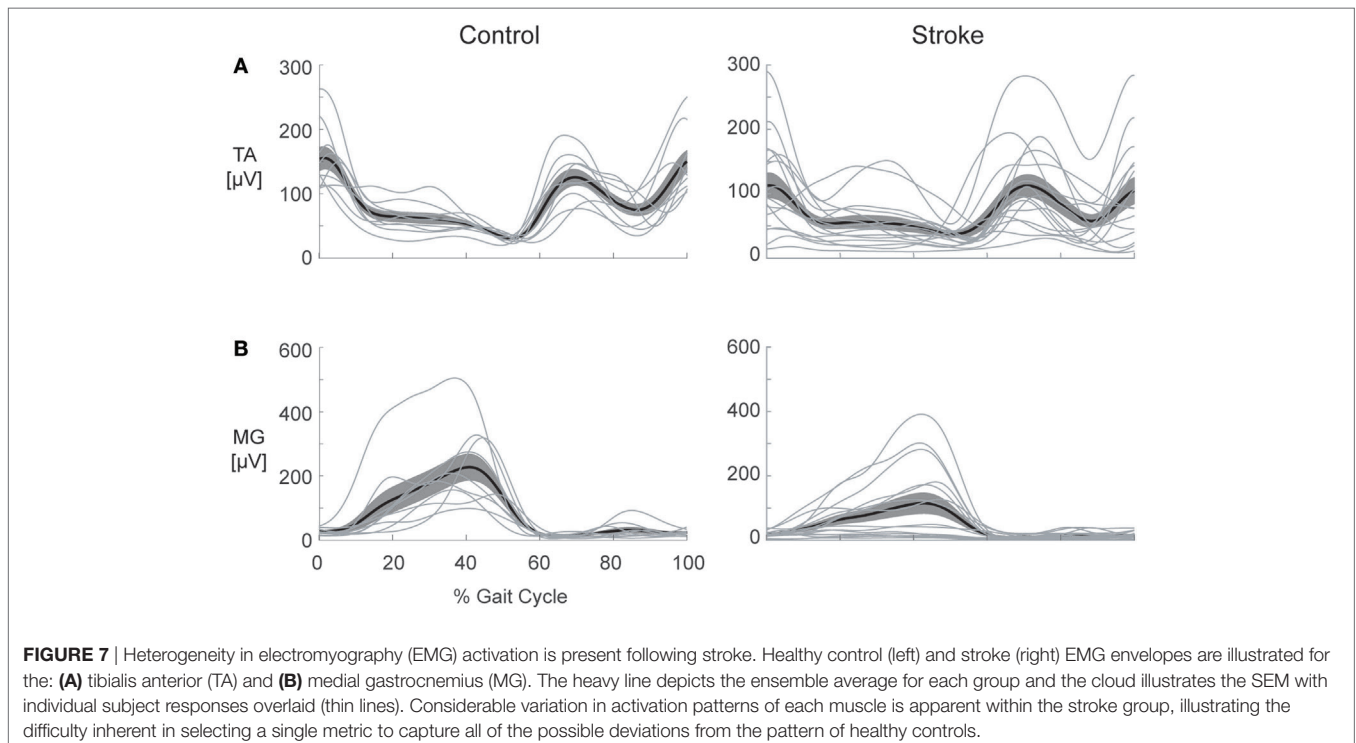 Control
Stroke
A
300
200
100
0
TA
[µV]
300
200
100
0
B
600
400
200
0
MG
[µV]
0 20 40 60 80 100
% Gait Cycle
600
400
200
0
FIGURE 7 | Heterogeneity in electromyography (EMG) activation is present following stroke. Healthy control (left) and stroke (right) EMG envelopes are illustrated for
the: (A) tibialis anterior (TA) and (B) medial gastrocnemius (MG). The heavy line depicts the ensemble average for each group and the cloud illustrates the SEM with
individual subject responses overlaid (thin lines). Considerable variation in activation patterns of each muscle is apparent within the stroke group, illustrating the
difficulty inherent in selecting a single metric to capture all of the possible deviations from the pattern of healthy controls.